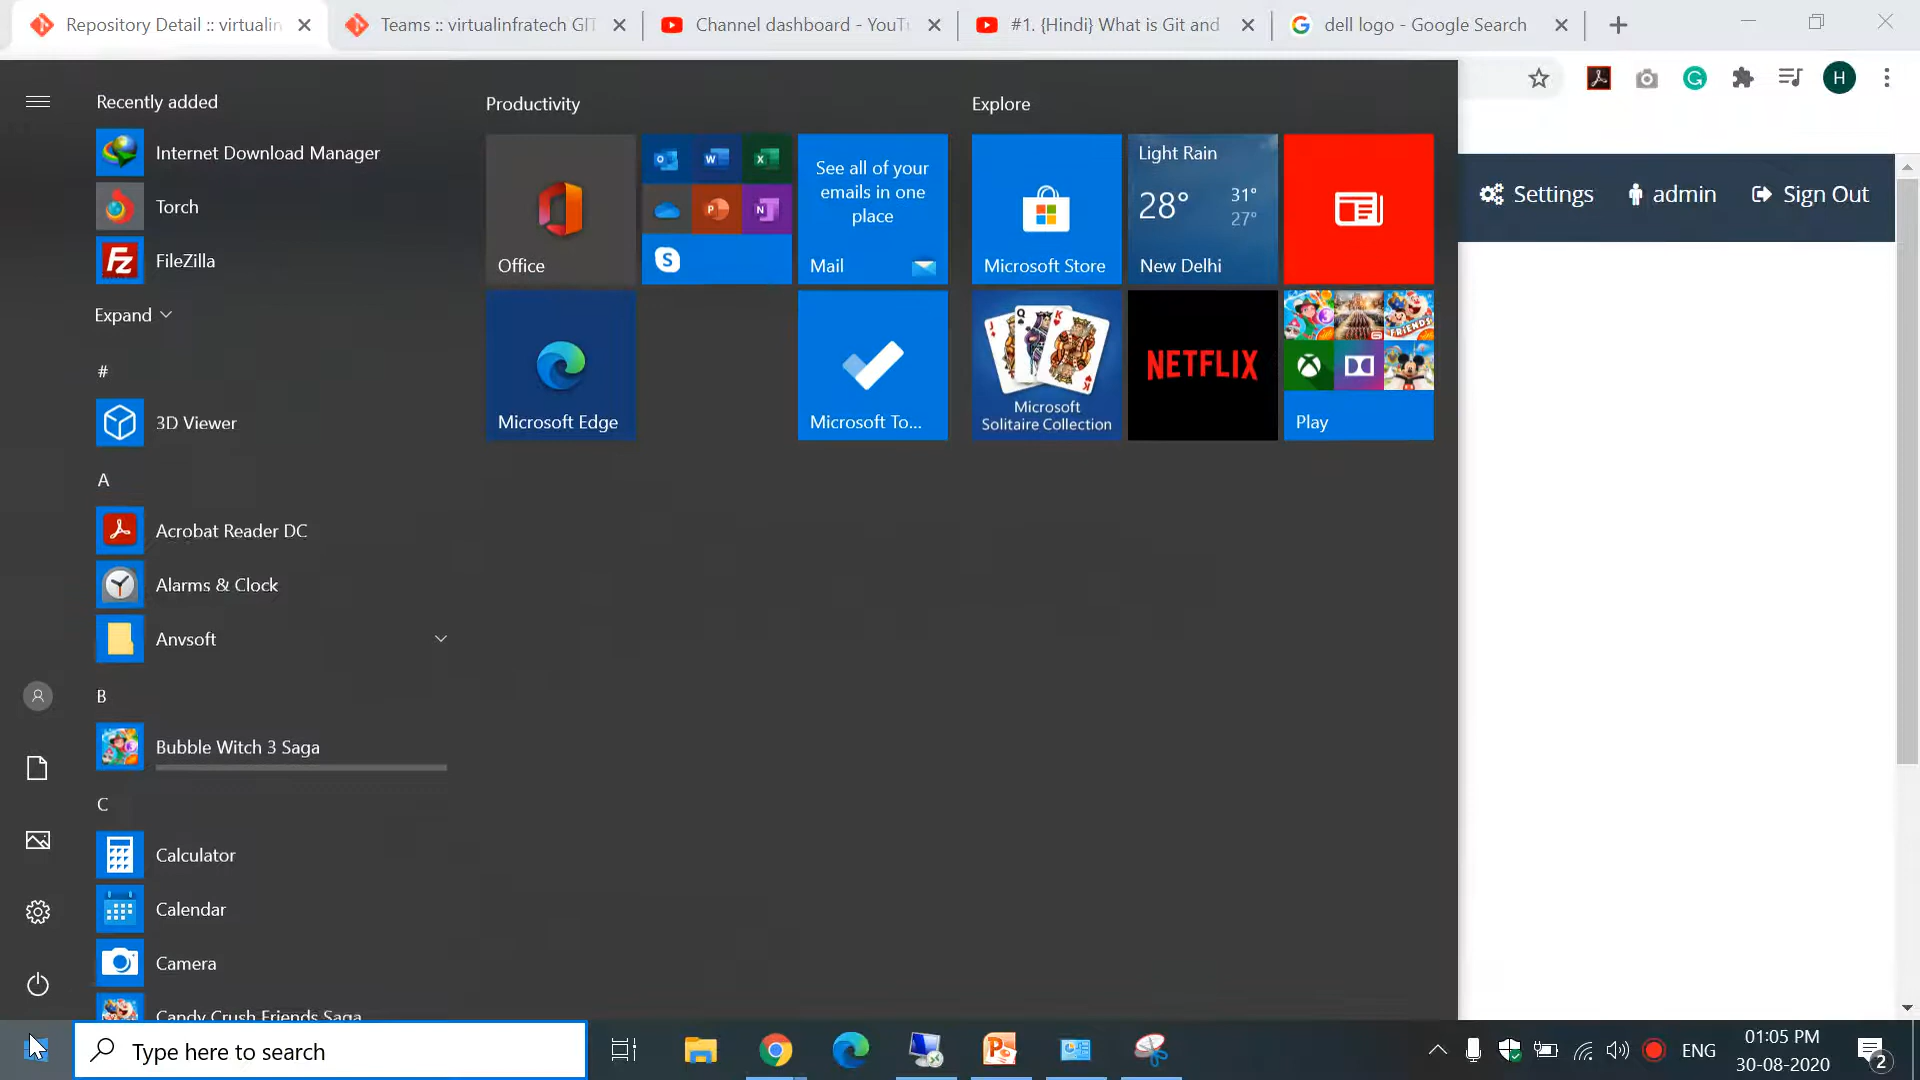 Repository Detail :: virtualin
Teams :: virtualinfratech GIT
Channel dashboard - YouTu
#1. {Hindi} What is Git and
dell logo - Google Search
H
Settings
admin
Sign Out
Recently added
Internet Download Manager
Torch
FileZilla
Expand
#
3D Viewer
A
Acrobat Reader DC
Alarms & Clock
Anvsoft
B
Bubble Witch 3 Saga
C
Calculator
Calendar
Camera
Candy Crush Friends Saga
Productivity
Office
See all of your
emails in one
place
Mail
Microsoft Edge
Microsoft To...
Explore
Microsoft Store
Light Rain
28° 31°
27°
New Delhi
Microsoft
Solitaire Collection
NETFLIX
FRIENDS
Play
Type here to search
ENG
01:05 PM
30-08-2020
2